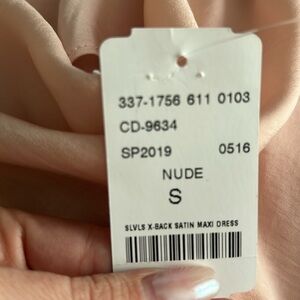 337-1756 611 0103
CD-9634
SP2019 0516
NUDE
S
SLVLS X-BACK SATIN MAXI DRESS